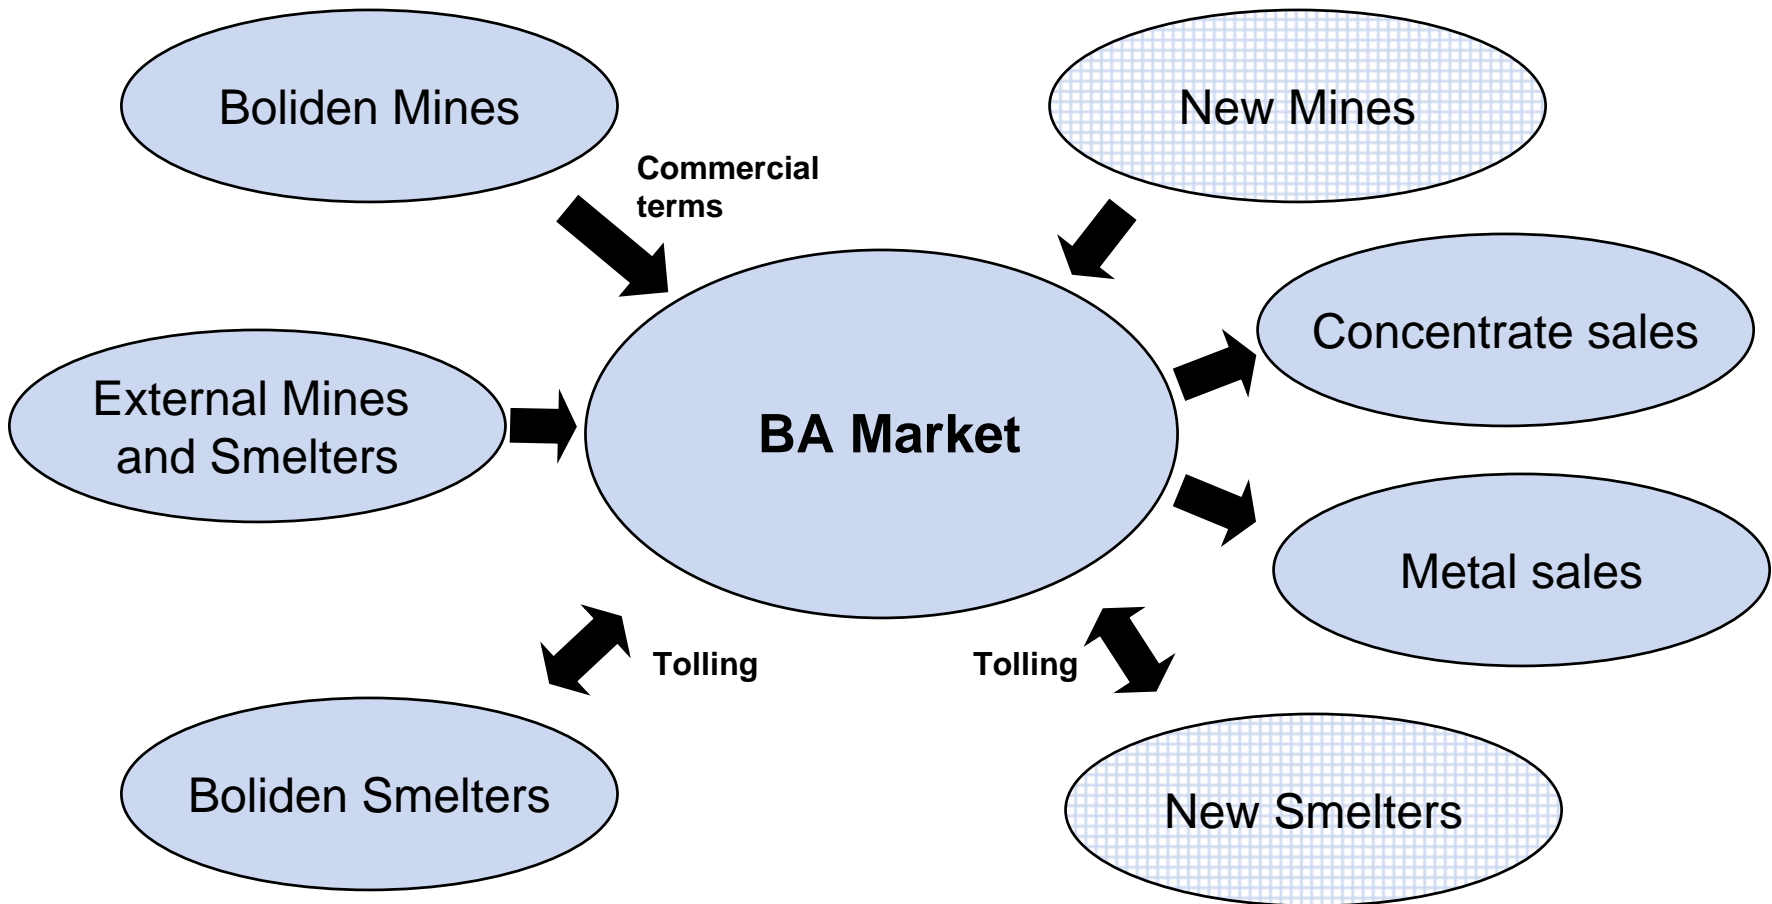 Boliden Mines
New Mines
Commercial
terms
Concentrate sales
External Mines
and Smelters
BA Market
Metal sales
Tolling
Tolling
Boliden Smelters
New Smelters